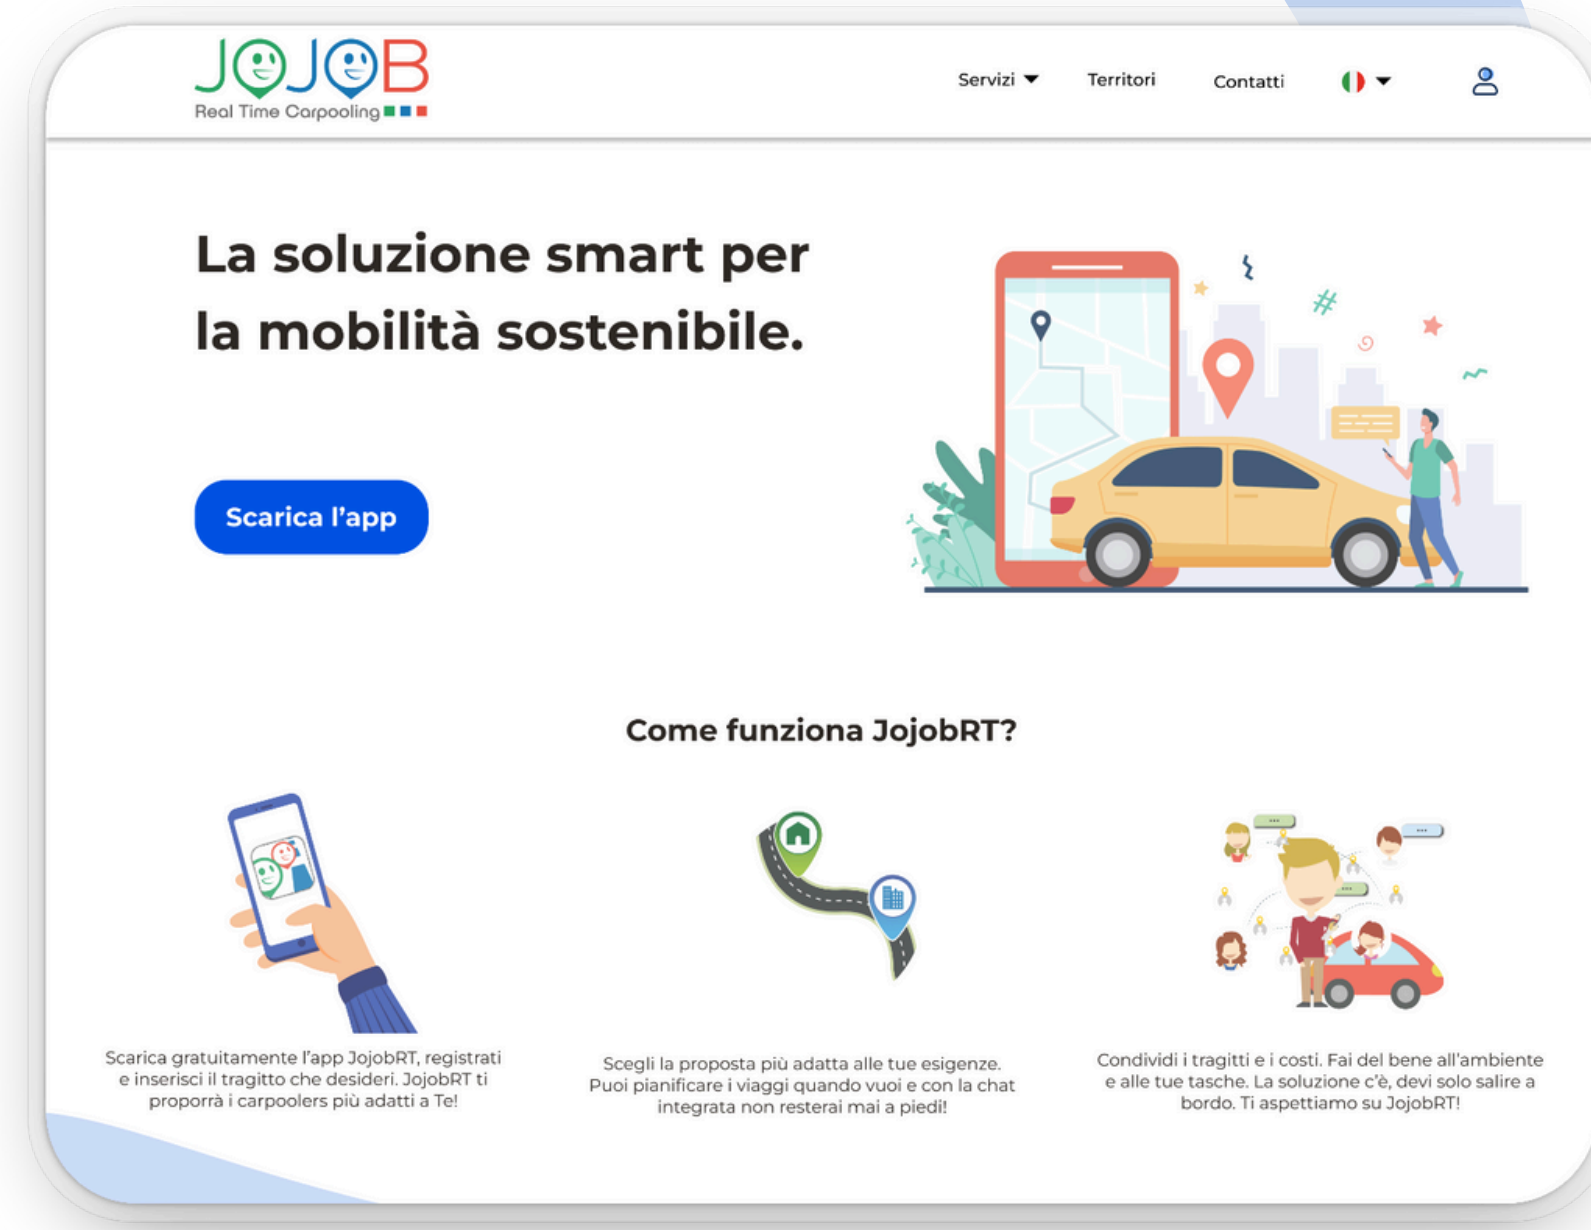 JOJOB
Real Time Carpooling
Servizi
Territori
Contatti
La soluzione smart per
la mobilità sostenibile.
#
Scarica l'app
Come funziona JojobRT?
Scarica gratuitamente l'app JojobRT, registrati
e inserisci il tragitto che desideri. JojobRT ti
proporrà i carpoolers più adatti a Te!
Scegli la proposta più adatta alle tue esigenze.
Puoi pianificare i viaggi quando vuoi e con la chat
integrata non resterai mai a piedi!
Condividi i tragitti e i costi. Fai del bene all'ambiente
e alle tue tasche. La soluzione c'è, devi solo salire a
bordo. Ti aspettiamo su JojobRT!